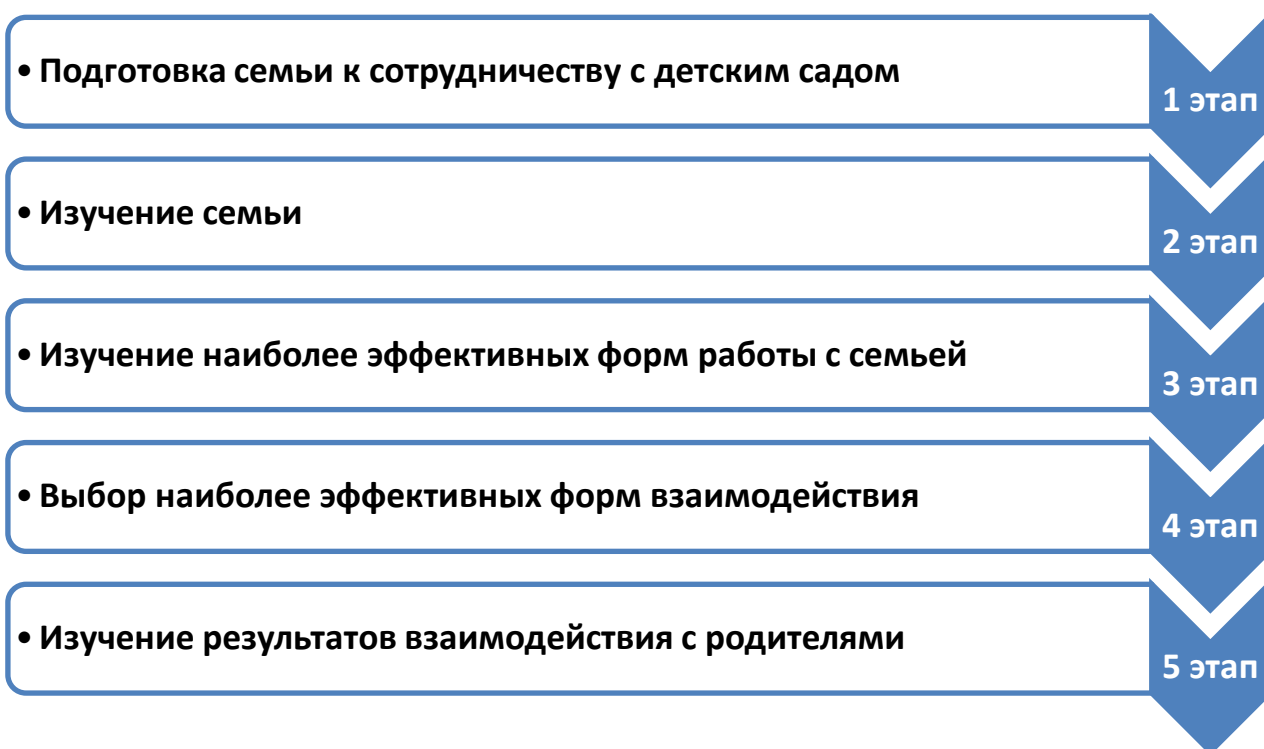 • Подготовка семьи к сотрудничеству с детским садом
1 этап
• Изучение семьи
2 этап
• Изучение наиболее эффективных форм работы с семьей
3 этап
• Выбор наиболее эффективных форм взаимодействия
4 этап
• Изучение результатов взаимодействия с родителями
5 этап